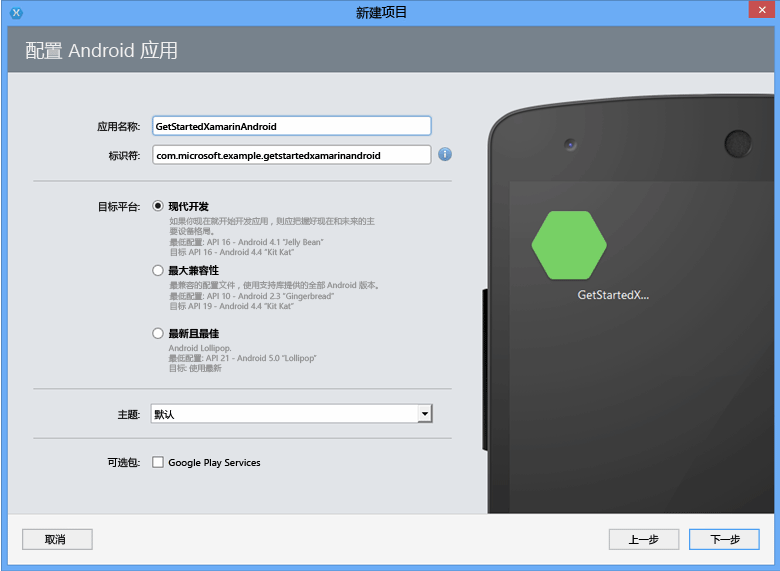 新建项目
配置 Android 应用
应用名称: GetStartedXamarinAndroid
标识符: com.microsoft.example.getstartedxamarinandroid
目标平台: 现代开发
如果你现在就开始开发应用，则应把握好现在和未来的主
要设备格局。
最低配置: API 16 - Android 4.1 "Jelly Bean"
目标 API 16 - Android 4.4 "Kit Kat"
最大兼容性
最兼容的配置文件，使用支持库提供的全部 Android 版本。
最低配置: API 10 - Android 2.3 "Gingerbread"
目标 API 19 - Android 4.4 "Kit Kat"
最新且最佳
Android Lollipop.
最低配置: API 21 - Android 5.0 "Lollipop"
目标: 使用最新
主题: 默认
可选包: Google Play Services
GetStartedX...
取消
上一步
下一步